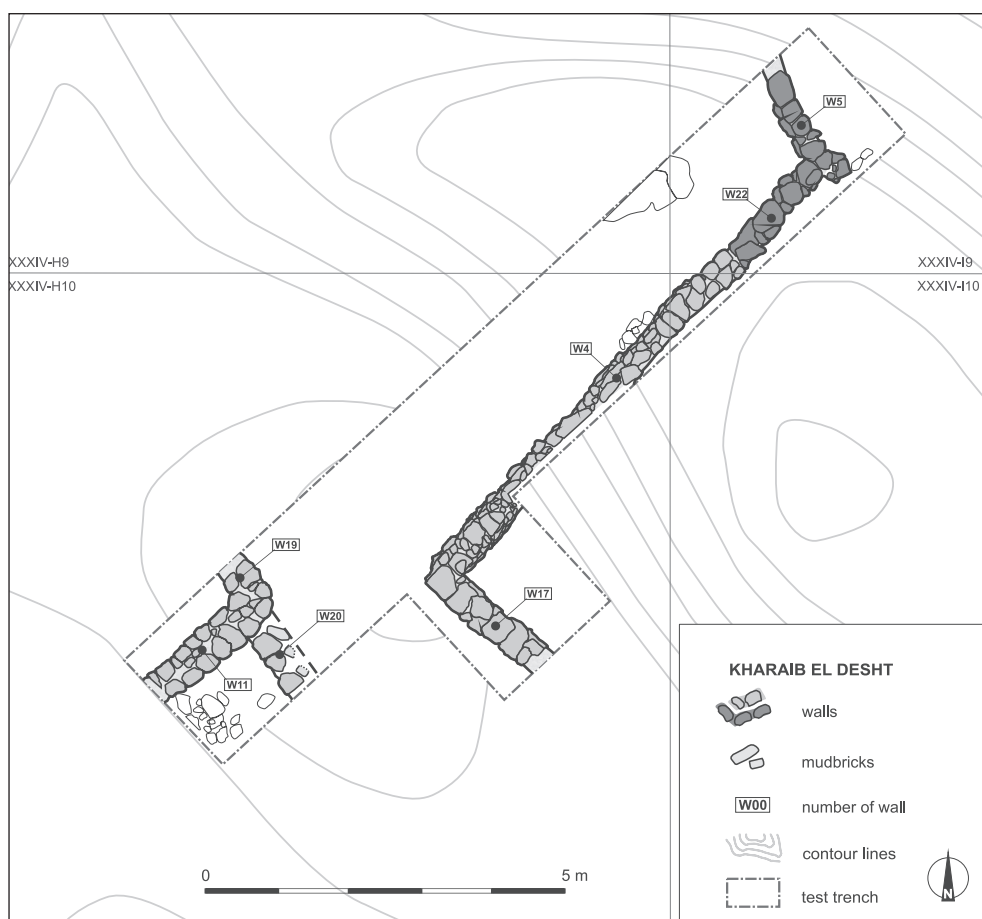 W5
W22
XXXIV-H9
XXXIV-I9
XXXIV-H10
XXXIV-I10
W4
W19
W17
W20
W11
KHARAIB EL DESHT
walls
mudbricks
W00
number of wall
contour lines
test trench
N
0
5 m